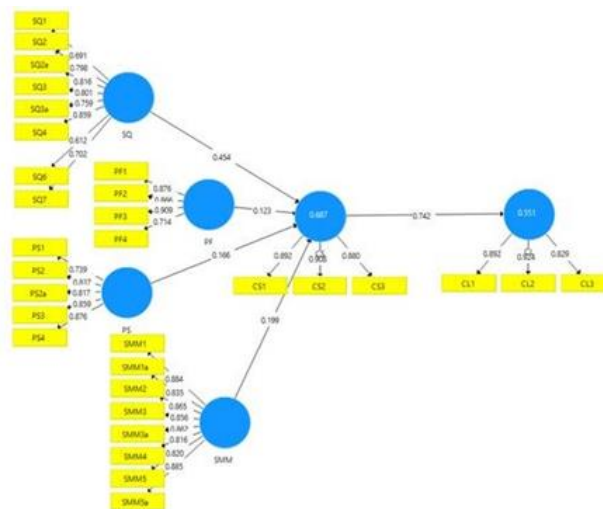 SQ1
SQ2
SQ2a
SQ3
SQ3a
SQ4
SQ6
SQ7
0.691
0.798
0.816
0.801
0.759
0.859
0.612
0.702
SQ
0.454
PF1
PF2
PF3
PF4
0.876
0.909
0.714
PF
0.123
0.687
0.742
0.551
0.892
0.880
CS1
CS2
CS3
0.892
0.924
0.829
CL1
CL2
CL3
PS1
PS2
PS2a
PS3
PS4
0.739
0.817
0.859
0.876
PS
0.166
0.199
SMM1
SMM1a
SMM2
SMM3
SMM3a
SMM4
SMM5
SMM5a
0.884
0.835
0.865
0.856
0.816
0.820
0.885
SMM